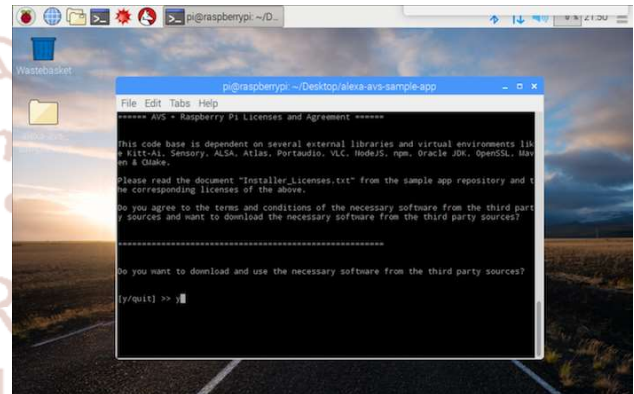 pi@raspberrypi: ~/D...
21:50
Wastebasket
pi@raspberrypi: ~/Desktop/alexa-avs-sample-app
File Edit Tabs Help
====== AVS + Raspberry Pi Licenses and Agreement ======
This code base is dependent on several external libraries and virtual environments lik
e Kitt-Ai, Sensory, ALSA, Atlas, Portaudio, VLC, NodeJS, npm, Oracle JDK, OpenSSL, Mav
en & CMake.
Please read the document "Installer_Licenses.txt" from the sample app repository and t
he corresponding licenses of the above.
Do you agree to the terms and conditions of the necessary software from the third part
y sources and want to download the necessary software from the third party sources?
======================================================
Do you want to download and use the necessary software from the third party sources?
[y/quit] >> y